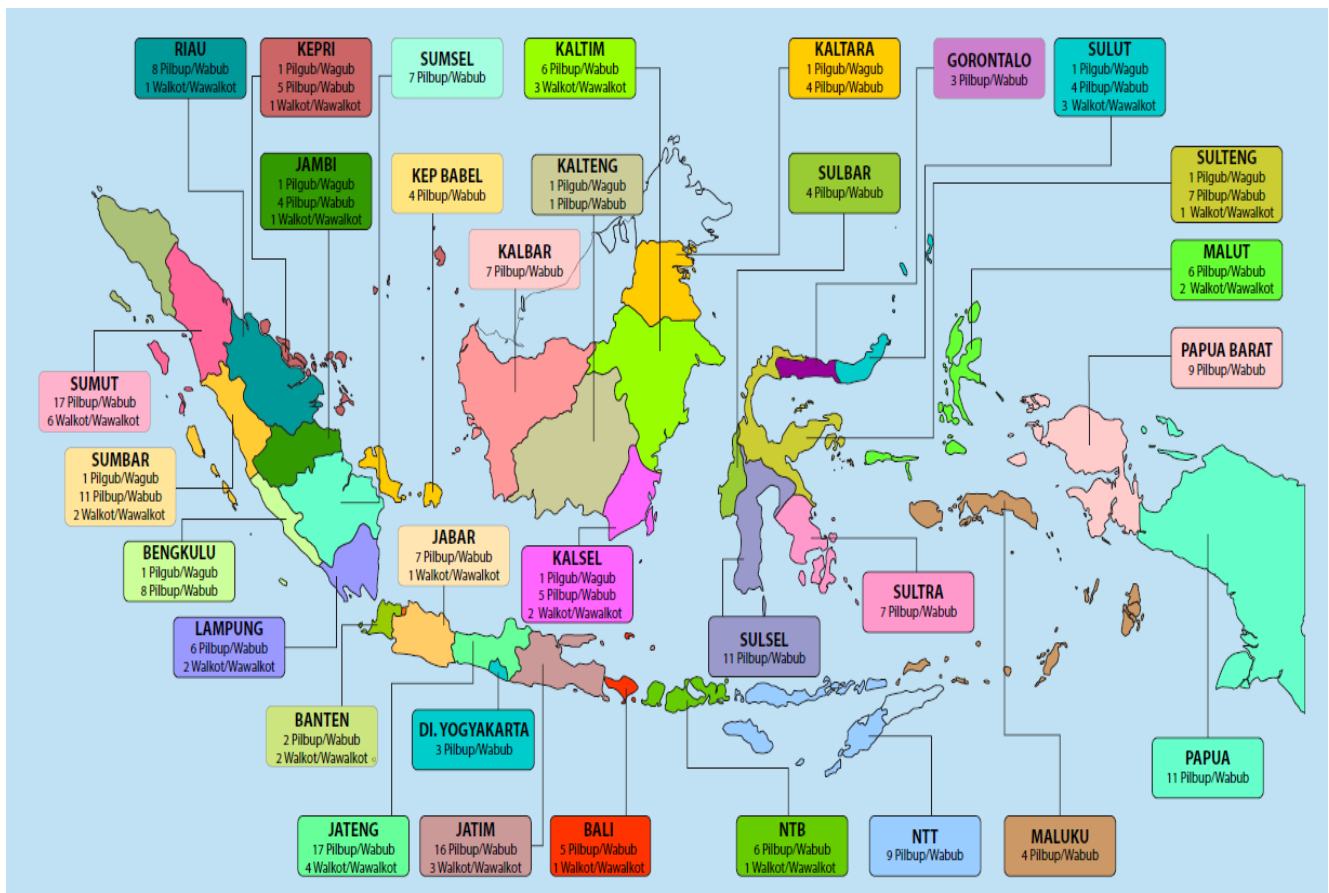 RIAU
8 Pilbup/Wabub
1 Walkot/Wawalkot
KEPRI
1 Pilgub/Wagub
5 Pilbup/Wabub
1 Walkot/Wawalkot
SUMSEL
7 Pilbup/Wabub
KALTIM
6 Pilbup/Wabub
3 Walkot/Wawalkot
KALTARA
1 Pilgub/Wagub
4 Pilbup/Wabub
GORONTALO
3 Pilbup/Wabub
SULUT
1 Pilgub/Wagub
4 Pilbup/Wabub
3 Walkot/Wawalkot
JAMBI
1 Pilgub/Wagub
4 Pilbup/Wabub
1 Walkot/Wawalkot
KEP BABEL
4 Pilbup/Wabub
KALTENG
1 Pilgub/Wagub
1 Pilbup/Wabub
SULBAR
4 Pilbup/Wabub
SULTENG
1 Pilgub/Wagub
7 Pilbup/Wabub
1 Walkot/Wawalkot
KALBAR
7 Pilbup/Wabub
MALUT
6 Pilbup/Wabub
2 Walkot/Wawalkot
PAPUA BARAT
9 Pilbup/Wabub
SUMUT
17 Pilbup/Wabub
6 Walkot/Wawalkot
SUMBAR
1 Pilgub/Wagub
11 Pilbup/Wabub
2 Walkot/Wawalkot
BENGKULU
1 Pilgub/Wagub
8 Pilbup/Wabub
JABAR
7 Pilbup/Wabub
1 Walkot/Wawalkot
KALSEL
1 Pilgub/Wagub
5 Pilbup/Wabub
2 Walkot/Wawalkot
SULTRA
7 Pilbup/Wabub
LAMPUNG
6 Pilbup/Wabub
2 Walkot/Wawalkot
SULSEL
11 Pilbup/Wabub
BANTEN
2 Pilbup/Wabub
2 Walkot/Wawalkot
DI. YOGYAKARTA
3 Pilbup/Wabub
PAPUA
11 Pilbup/Wabub
JATENG
17 Pilbup/Wabub
4 Walkot/Wawalkot
JATIM
16 Pilbup/Wabub
3 Walkot/Wawalkot
BALI
5 Pilbup/Wabub
1 Walkot/Wawalkot
NTB
6 Pilbup/Wabub
1 Walkot/Wawalkot
NTT
9 Pilbup/Wabub
MALUKU
4 Pilbup/Wabub